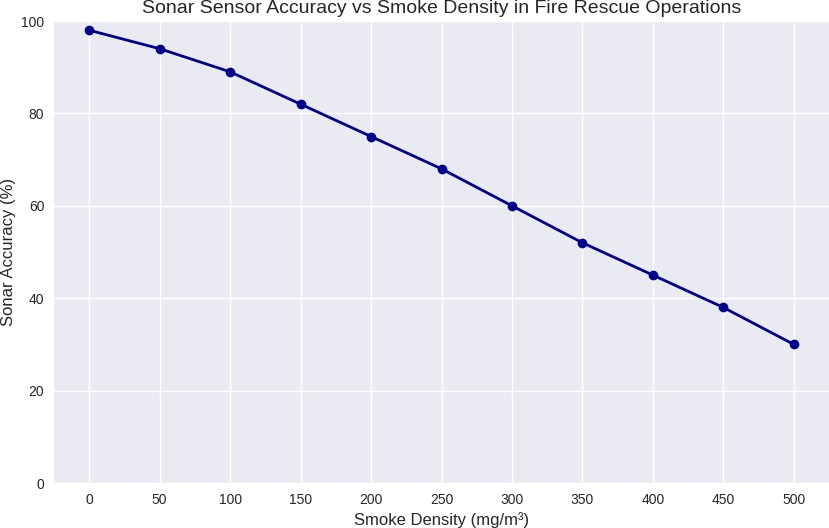 Sonar Sensor Accuracy vs Smoke Density in Fire Rescue Operations
Sonar Accuracy (%)
100
80
60
40
20
0
0 50 100 150 200 250 300 350 400 450 500
Smoke Density (mg/m³)